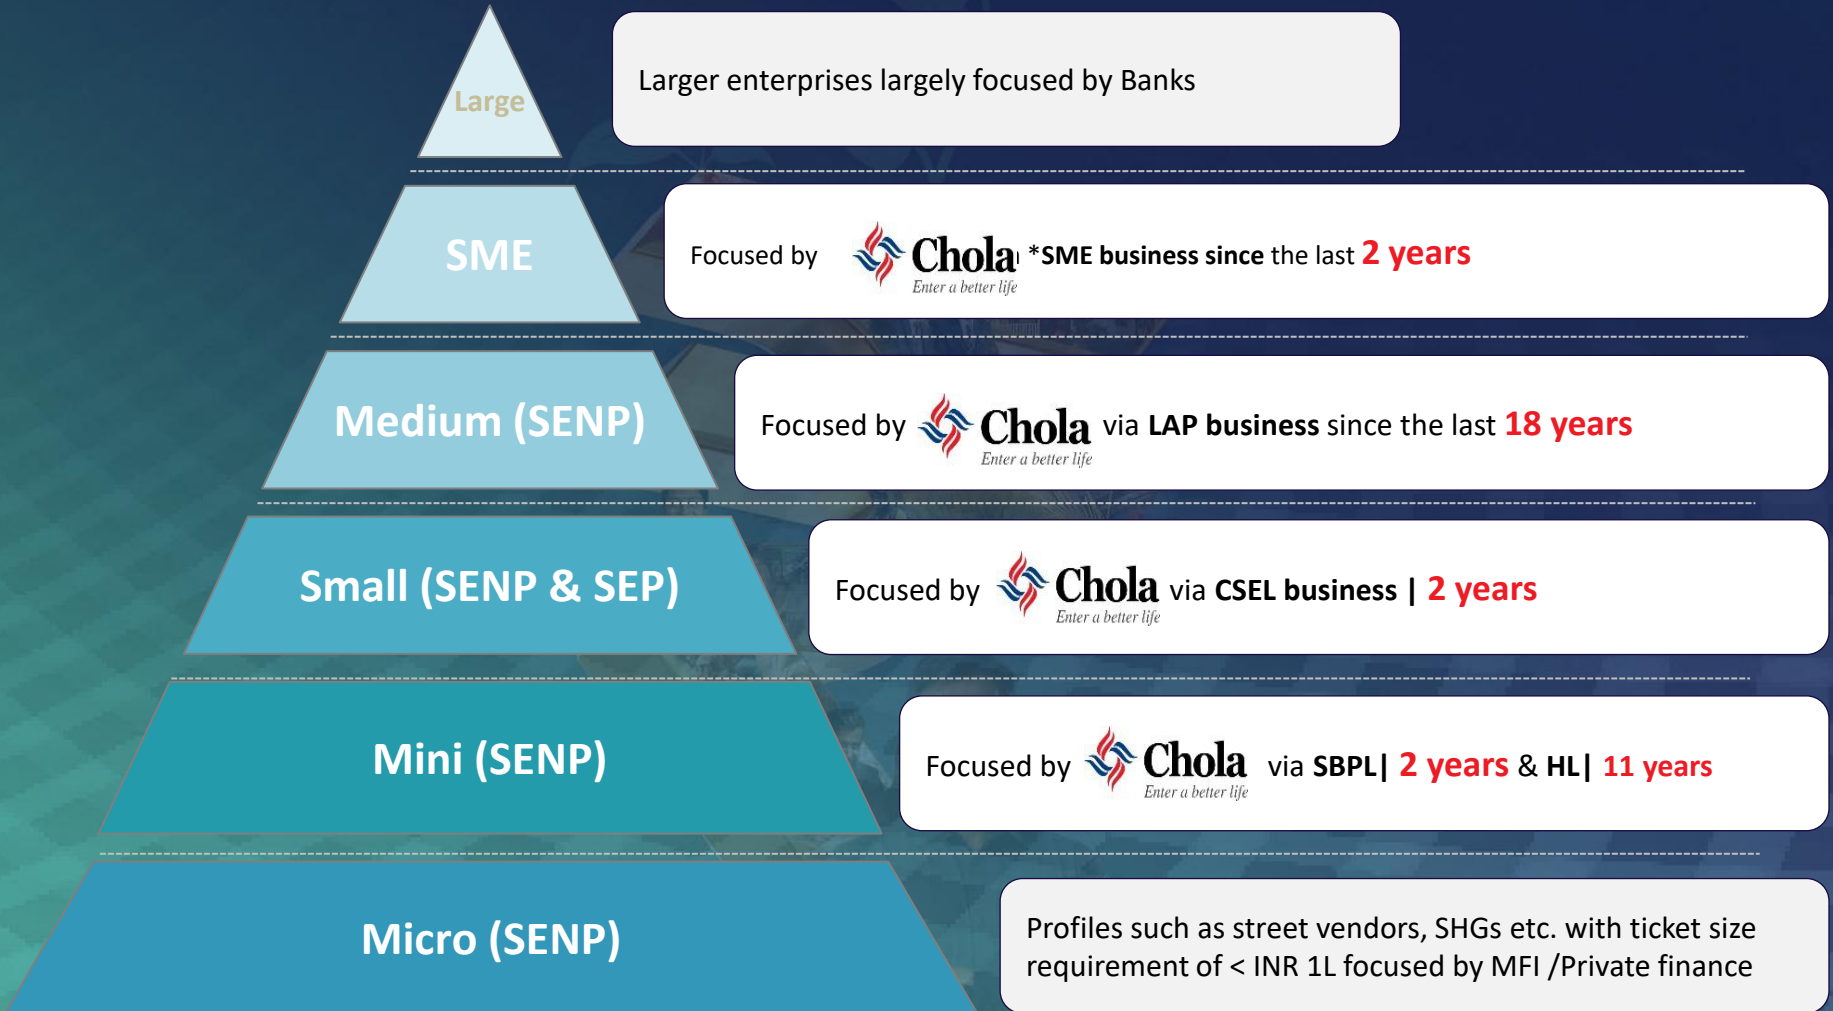 Large
Larger enterprises largely focused by Banks
SME
Focused by Chola *SME business since the last 2 years
Enter a better life
Medium (SENP)
Focused by Chola via LAP business since the last 18 years
Enter a better life
Small (SENP & SEP)
Focused by Chola via CSEL business | 2 years
Enter a better life
Mini (SENP)
Focused by Chola via SBPL| 2 years & HL| 11 years
Enter a better life
Micro (SENP)
Profiles such as street vendors, SHGs etc. with ticket size
requirement of < INR 1L focused by MFI /Private finance